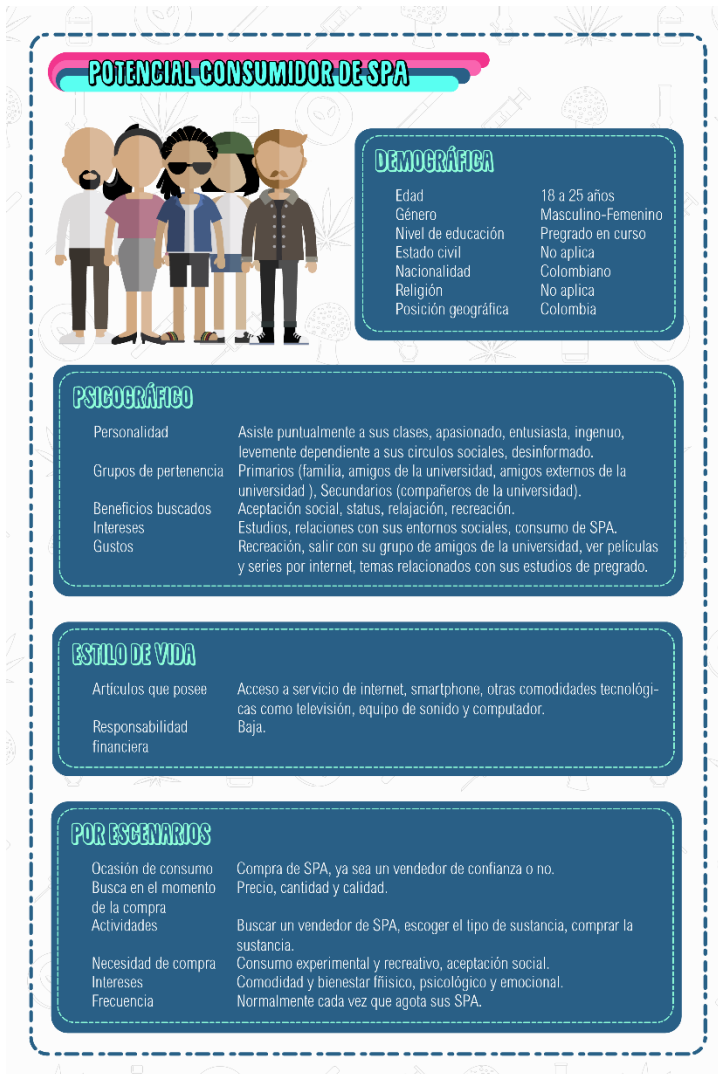 POTENCIAL CONSUMIDOR DE SPA
DEMOGRÁFICA
Edad 18 a 25 años
Género Masculino-Femenino
Nivel de educación Pregrado en curso
Estado civil No aplica
Nacionalidad Colombiano
Religión No aplica
Posición geográfica Colombia
PSICOGRÁFICO
Personalidad Asiste puntualmente a sus clases, apasionado, entusiasta, ingenuo,
levemente dependiente a sus circulos sociales, desinformado.
Grupos de pertenencia Primarios (familia, amigos de la universidad, amigos externos de la
universidad ), Secundarios (compañeros de la universidad).
Beneficios buscados Aceptación social, status, relajación, recreación.
Intereses Estudios, relaciones con sus entornos sociales, consumo de SPA.
Gustos Recreación, salir con su grupo de amigos de la universidad, ver películas
y series por internet, temas relacionados con sus estudios de pregrado.
ESTILO DE VIDA
Artículos que posee Acceso a servicio de internet, smartphone, otras comodidades tecnológi-
cas como televisión, equipo de sonido y computador.
Responsabilidad Baja.
financiera
POR ESCENARIOS
Ocasión de consumo Compra de SPA, ya sea un vendedor de confianza o no.
Busca en el momento Precio, cantidad y calidad.
de la compra
Actividades Buscar un vendedor de SPA, escoger el tipo de sustancia, comprar la
sustancia.
Necesidad de compra Consumo experimental y recreativo, aceptación social.
Intereses Comodidad y bienestar fñisico, psicológico y emocional.
Frecuencia Normalmente cada vez que agota sus SPA.